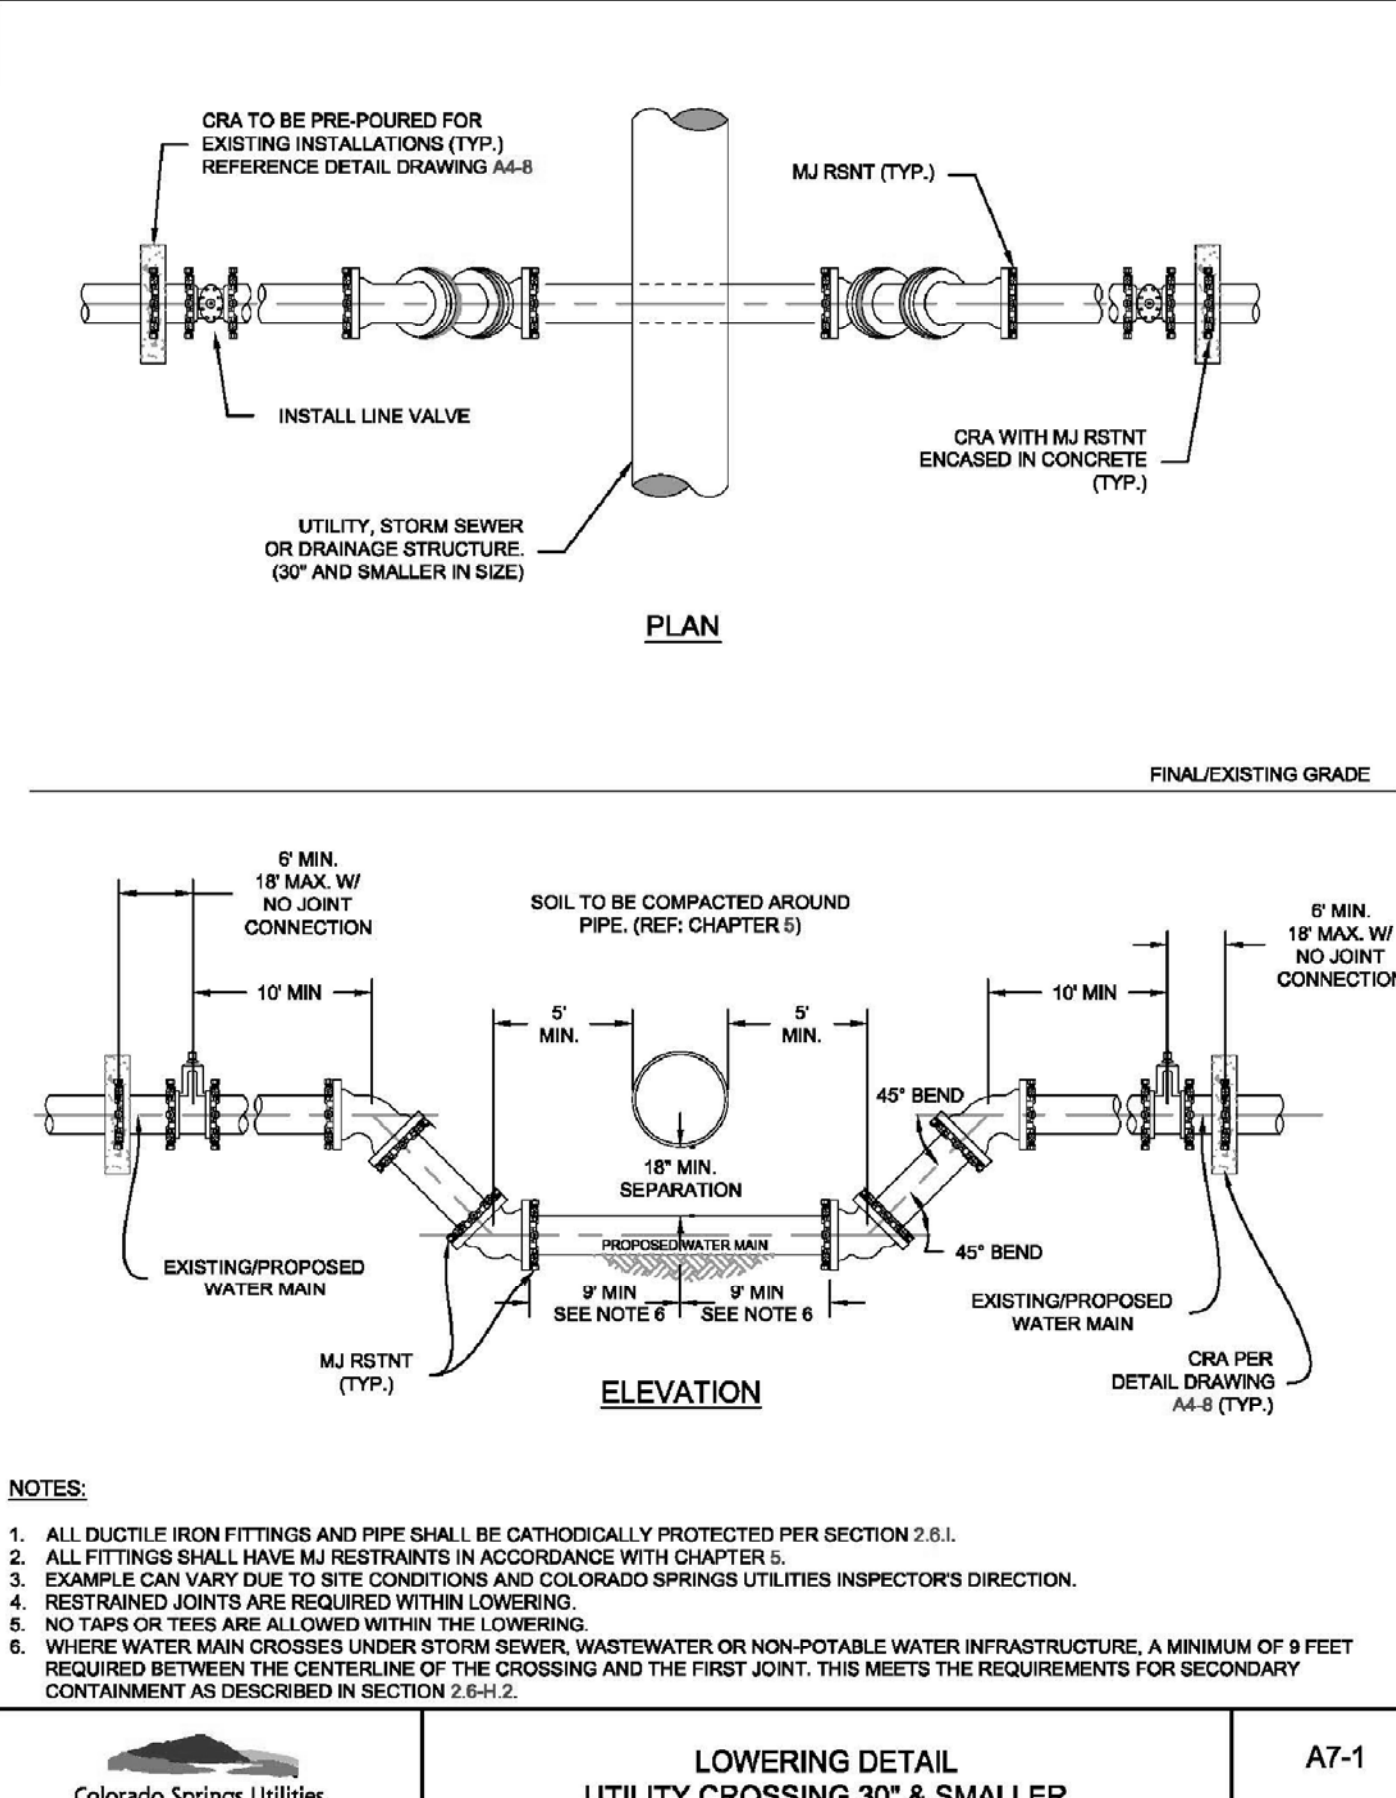 CRA TO BE PRE-POURED FOR
EXISTING INSTALLATIONS (TYP.)
REFERENCE DETAIL DRAWING A4-8
MJ RSNT (TYP.)
INSTALL LINE VALVE
CRA WITH MJ RSTNT
ENCASED IN CONCRETE
(TYP.)
UTILITY, STORM SEWER
OR DRAINAGE STRUCTURE.
(30" AND SMALLER IN SIZE)
PLAN
FINAL/EXISTING GRADE
6' MIN.
18' MAX. W/
NO JOINT
CONNECTION
SOIL TO BE COMPACTED AROUND
PIPE. (REF: CHAPTER 5)
6' MIN.
18' MAX. W/
NO JOINT
CONNECTION
10' MIN
5'
MIN.
5'
MIN.
10' MIN
45° BEND
18" MIN.
SEPARATION
PROPOSED WATER MAIN
45° BEND
EXISTING/PROPOSED
WATER MAIN
9' MIN
SEE NOTE 6
9' MIN
SEE NOTE 6
EXISTING/PROPOSED
WATER MAIN
MJ RSTNT
(TYP.)
CRA PER
DETAIL DRAWING
A4-8 (TYP.)
ELEVATION
NOTES:
1. ALL DUCTILE IRON FITTINGS AND PIPE SHALL BE CATHODICALLY PROTECTED PER SECTION 2.6.I.
2. ALL FITTINGS SHALL HAVE MJ RESTRAINTS IN ACCORDANCE WITH CHAPTER 5.
3. EXAMPLE CAN VARY DUE TO SITE CONDITIONS AND COLORADO SPRINGS UTILITIES INSPECTOR'S DIRECTION.
4. RESTRAINED JOINTS ARE REQUIRED WITHIN LOWERING.
5. NO TAPS OR TEES ARE ALLOWED WITHIN THE LOWERING.
6. WHERE WATER MAIN CROSSES UNDER STORM SEWER, WASTEWATER OR NON-POTABLE WATER INFRASTRUCTURE, A MINIMUM OF 9 FEET
REQUIRED BETWEEN THE CENTERLINE OF THE CROSSING AND THE FIRST JOINT. THIS MEETS THE REQUIREMENTS FOR SECONDARY
CONTAINMENT AS DESCRIBED IN SECTION 2.6-H.2.
Colorado Springs Utilities
LOWERING DETAIL
UTILITY CROSSING 30" & SMALLER
A7-1